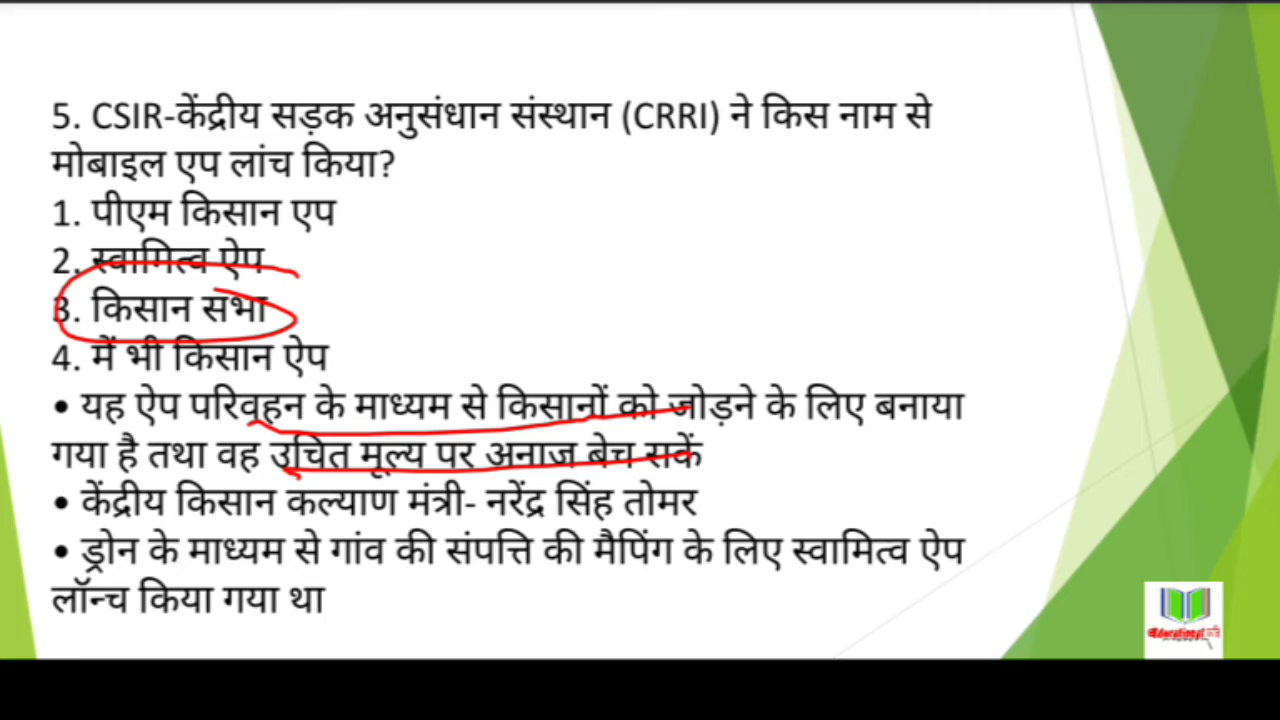 5. CSIR-केंद्रीय सड़क अनुसंधान संस्थान (CRRI) ने किस नाम से
मोबाइल एप लांच किया?
1. पीएम किसान एप
2. स्वामित्व ऐप
3. किसान सभा
4. में भी किसान ऐप
• यह ऐप परिवहन के माध्यम से किसानों को जोड़ने के लिए बनाया
गया है तथा वह उचित मूल्य पर अनाज बेच सकें
• केंद्रीय किसान कल्याण मंत्री- नरेंद्र सिंह तोमर
• ड्रोन के माध्यम से गांव की संपत्ति की मैपिंग के लिए स्वामित्व ऐप
लॉन्च किया गया था
Educational